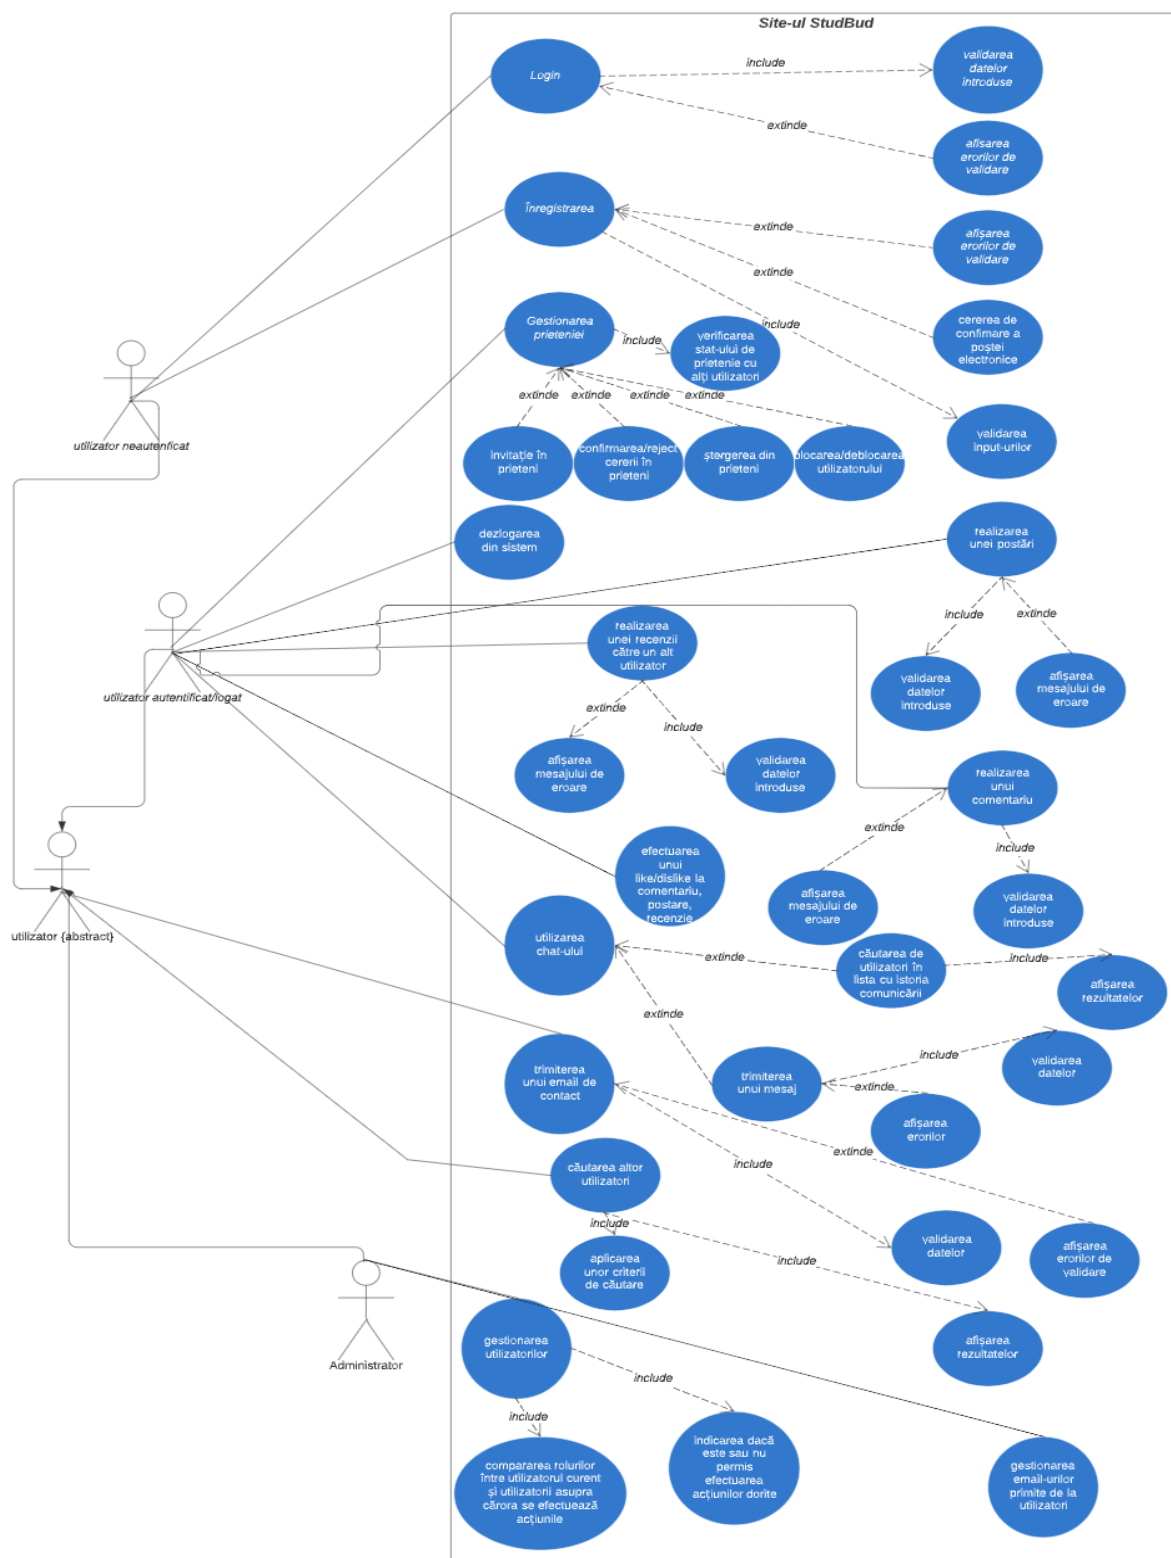 Site-ul StudBud
Login
include
validarea
datelor
introduse
extinde
afisarea
erorilor de
validare
Înregistrarea
extinde
afișarea
erorilor de
validare
extinde
cererea de
confimare a
poștei
electronice
include
validarea
input-urilor
Gestionarea
prieteniei
include
verificarea
stat-ului de
prietenie cu
alți utilizatori
extinde
extinde
extinde
extinde
invitație în
prieteni
confirmarea/reject
cererii în
prieteni
ștergerea din
prieteni
blocarea/deblocarea
utilizatorului
utilizator neautenficat
dezlogarea
din sistem
realizarea
unei postări
include
extinde
validarea
datelor
introduse
afișarea
mesajului de
eroare
utilizator autentificat/logat
realizarea
unei recenzii
către un alt
utilizator
extinde
include
afișarea
mesajului de
eroare
validarea
datelor
introduse
realizarea
unui
comentariu
extinde
include
afișarea
mesajului de
eroare
validarea
datelor
introduse
efectuarea
unui
like/dislike la
comentariu,
postare,
recenzie
utilizator {abstract}
utilizarea
chat-ului
extinde
căutarea de
utilizatori în
lista cu istoria
comunicării
include
afișarea
rezultatelor
extinde
trimiterea
unui mesaj
include
validarea
datelor
extinde
afișarea
erorilor
trimiterea
unui email de
contact
extinde
include
validarea
datelor
afișarea
erorilor de
validare
căutarea altor
utilizatori
include
aplicarea
unor criterii
de căutare
include
afișarea
rezultatelor
Administrator
gestionarea
utilizatorilor
include
include
compararea rolurilor
între utilizatorul curent
și utilizatorii asupra
cărora se efectuează
acțiunile
indicarea dacă
este sau nu
permis
efectuarea
acțiunilor dorite
gestionarea
email-urilor
primite de la
utilizatori